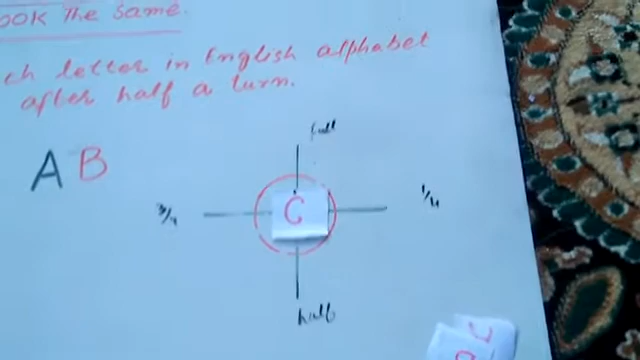 ook The same.
ch letter in English alphabet
after half a turn.
full
A B
3/4
C
1/4
half